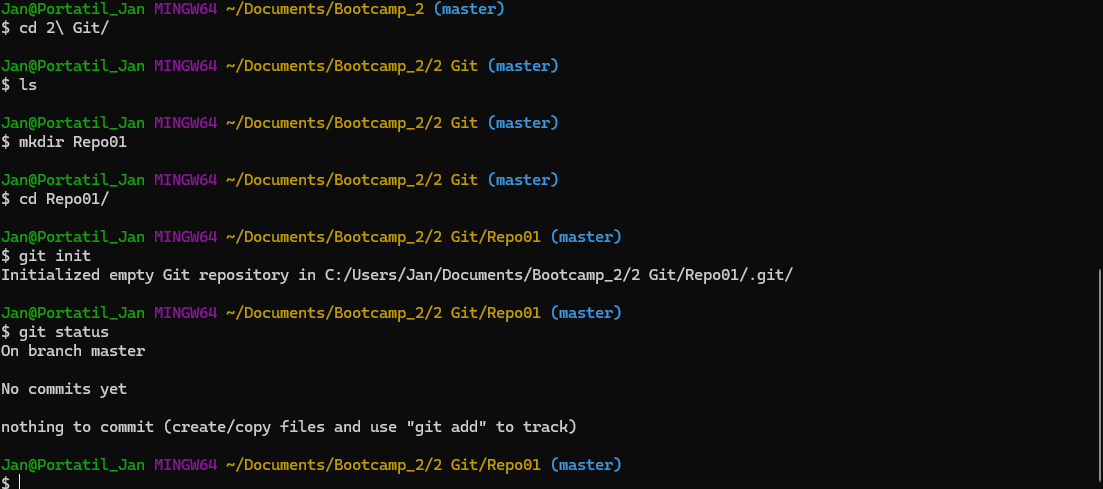 Jan@Portatil_Jan MINGW64 ~/Documents/Bootcamp_2 (master)
$ cd 2\ Git/
Jan@Portatil_Jan MINGW64 ~/Documents/Bootcamp_2/2 Git (master)
$ ls
Jan@Portatil_Jan MINGW64 ~/Documents/Bootcamp_2/2 Git (master)
$ mkdir Repo01
Jan@Portatil_Jan MINGW64 ~/Documents/Bootcamp_2/2 Git (master)
$ cd Repo01/
Jan@Portatil_Jan MINGW64 ~/Documents/Bootcamp_2/2 Git/Repo01 (master)
$ git init
Initialized empty Git repository in C:/Users/Jan/Documents/Bootcamp_2/2 Git/Repo01/.git/
Jan@Portatil_Jan MINGW64 ~/Documents/Bootcamp_2/2 Git/Repo01 (master)
$ git status
On branch master
No commits yet
nothing to commit (create/copy files and use "git add" to track)
Jan@Portatil_Jan MINGW64 ~/Documents/Bootcamp_2/2 Git/Repo01 (master)
$